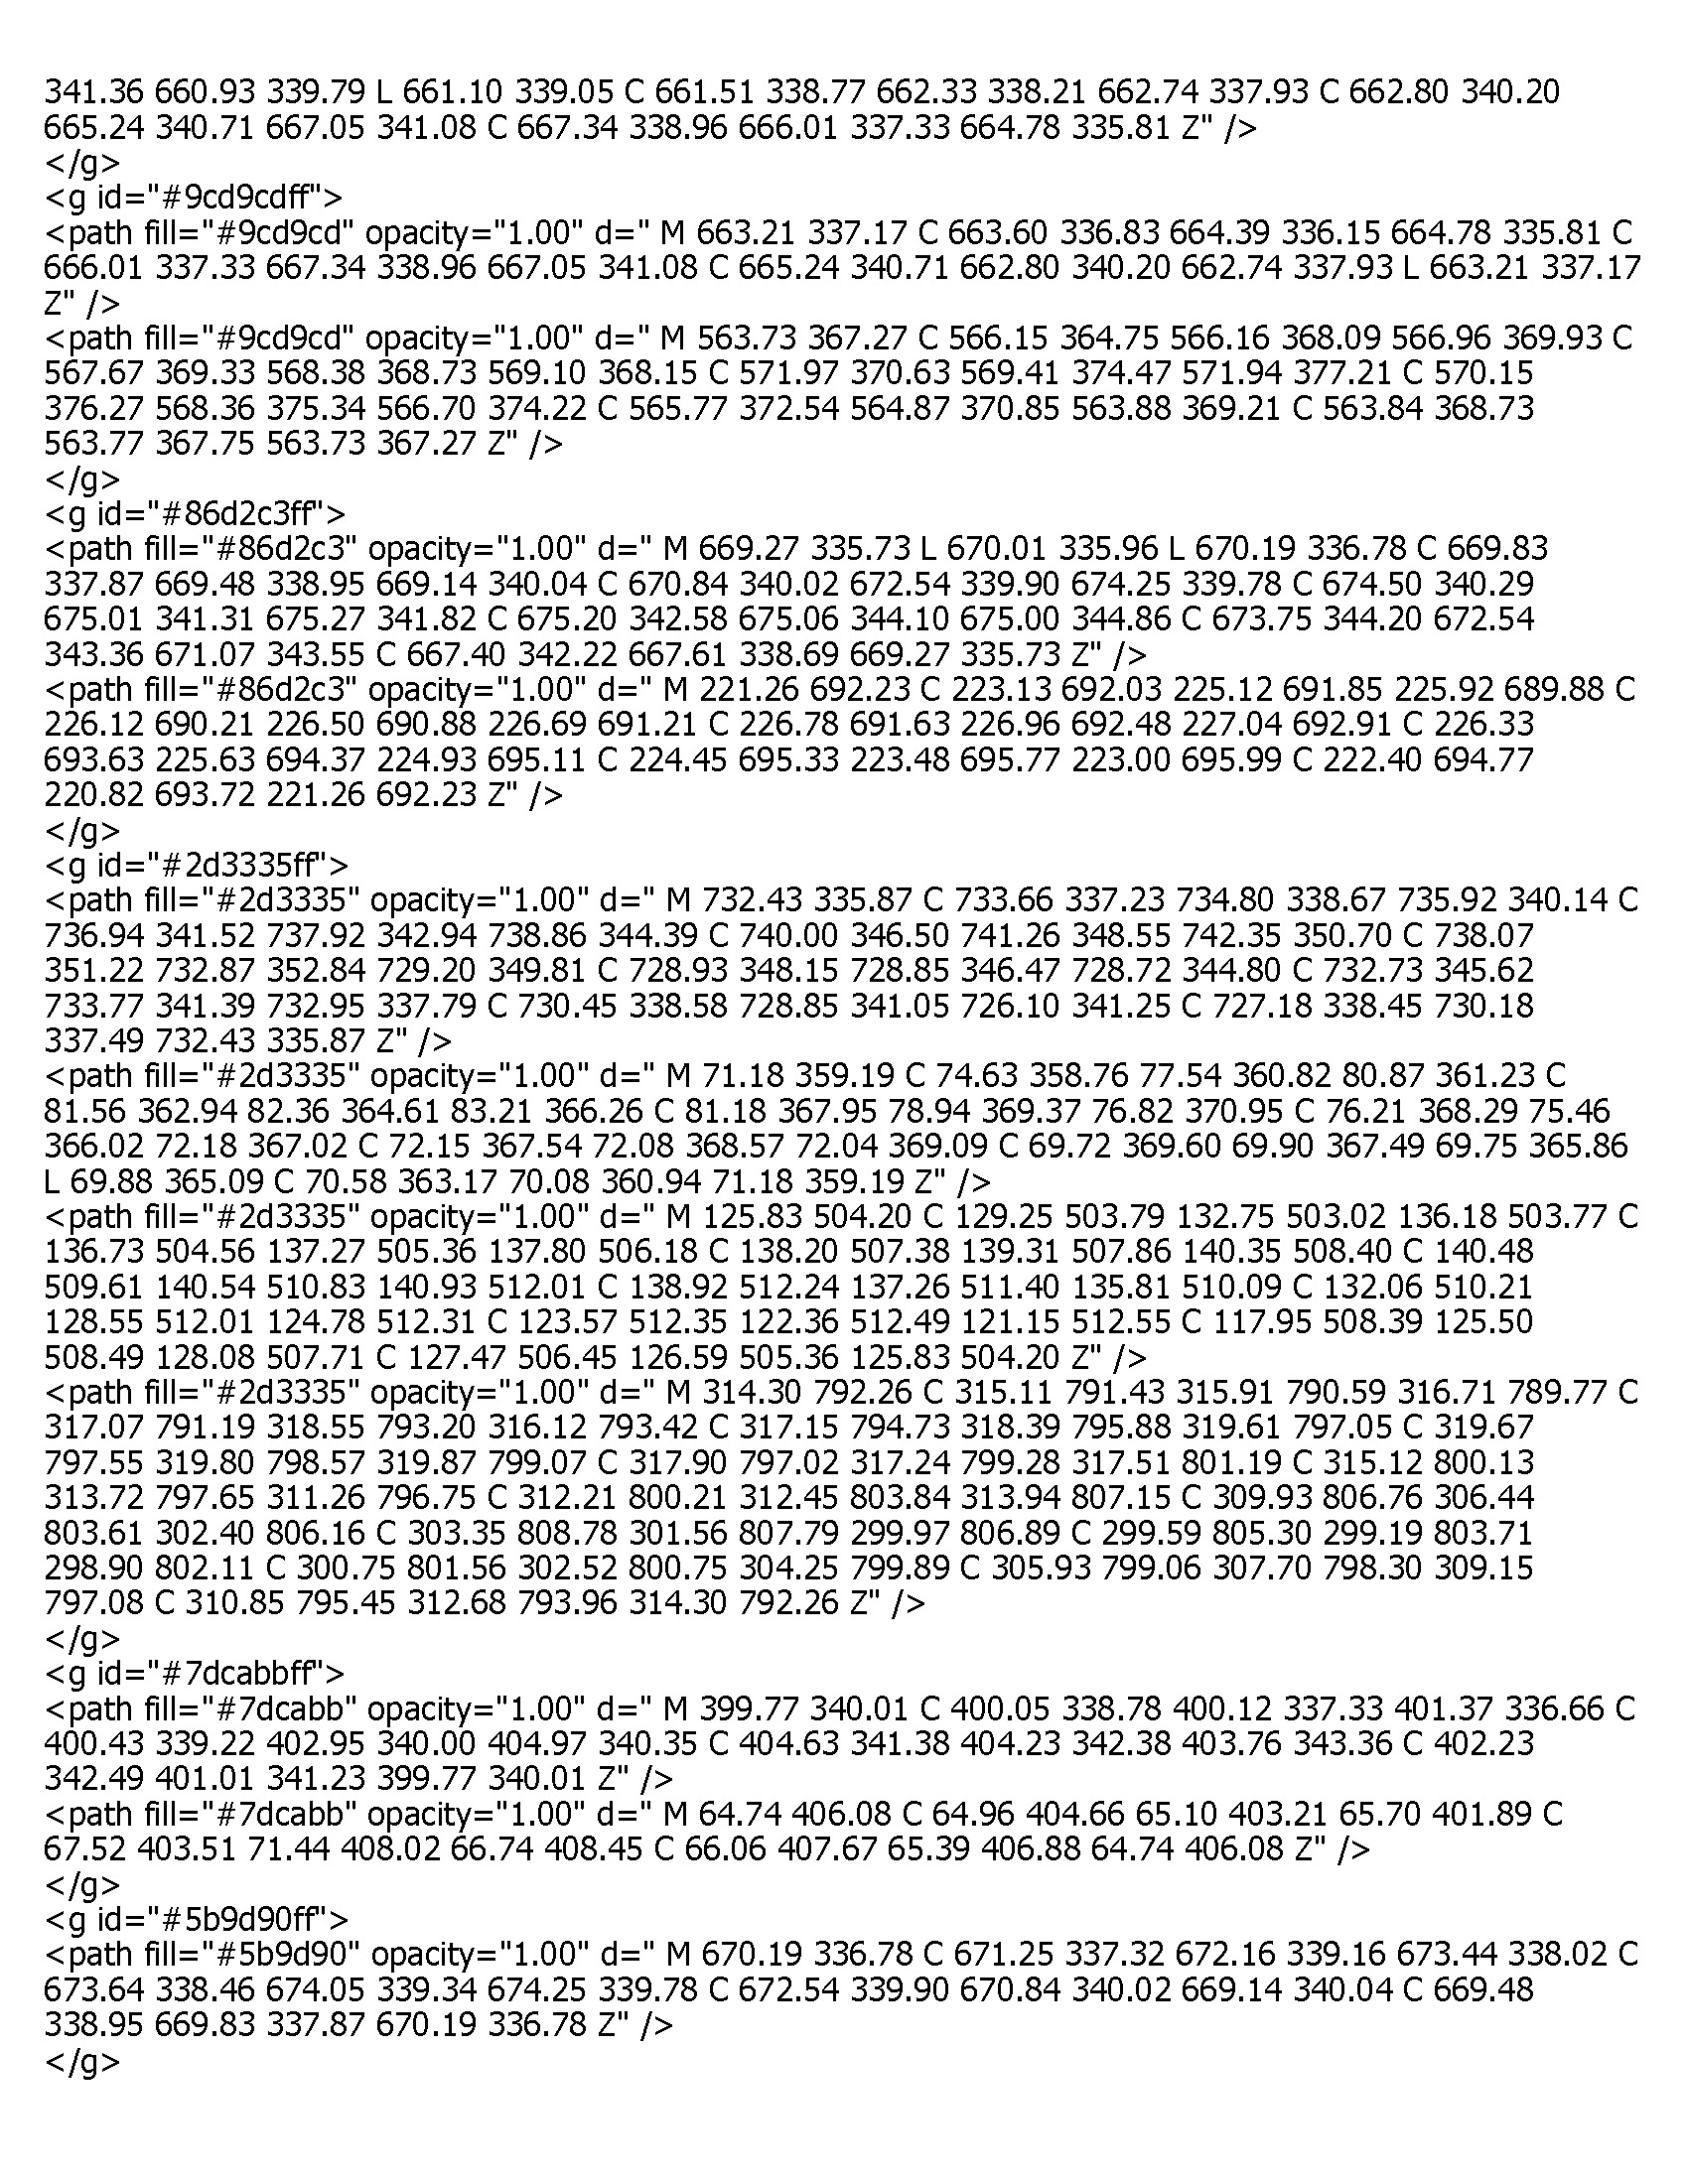 341.36 660.93 339.79 L 661.10 339.05 C 661.51 338.77 662.33 338.21 662.74 337.93 C 662.80 340.20
665.24 340.71 667.05 341.08 C 667.34 338.96 666.01 337.33 664.78 335.81 Z" />
</g>
<g id="#9cd9cdff">
<path fill="#9cd9cd" opacity="1.00" d=" M 663.21 337.17 C 663.60 336.83 664.39 336.15 664.78 335.81 C
666.01 337.33 667.34 338.96 667.05 341.08 C 665.24 340.71 662.80 340.20 662.74 337.93 L 663.21 337.17
Z" />
<path fill="#9cd9cd" opacity="1.00" d=" M 563.73 367.27 C 566.15 364.75 566.16 368.09 566.96 369.93 C
567.67 369.33 568.38 368.73 569.10 368.15 C 571.97 370.63 569.41 374.47 571.94 377.21 C 570.15
376.27 568.36 375.34 566.70 374.22 C 565.77 372.54 564.87 370.85 563.88 369.21 C 563.84 368.73
563.77 367.75 563.73 367.27 Z" />
</g>
<g id="#86d2c3ff">
<path fill="#86d2c3" opacity="1.00" d=" M 669.27 335.73 L 670.01 335.96 L 670.19 336.78 C 669.83
337.87 669.48 338.95 669.14 340.04 C 670.84 340.02 672.54 339.90 674.25 339.78 C 674.50 340.29
675.01 341.31 675.27 341.82 C 675.20 342.58 675.06 344.10 675.00 344.86 C 673.75 344.20 672.54
343.36 671.07 343.55 C 667.40 342.22 667.61 338.69 669.27 335.73 Z" />
<path fill="#86d2c3" opacity="1.00" d=" M 221.26 692.23 C 223.13 692.03 225.12 691.85 225.92 689.88 C
226.12 690.21 226.50 690.88 226.69 691.21 C 226.78 691.63 226.96 692.48 227.04 692.91 C 226.33
693.63 225.63 694.37 224.93 695.11 C 224.45 695.33 223.48 695.77 223.00 695.99 C 222.40 694.77
220.82 693.72 221.26 692.23 Z" />
</g>
<g id="#2d3335ff">
<path fill="#2d3335" opacity="1.00" d=" M 732.43 335.87 C 733.66 337.23 734.80 338.67 735.92 340.14 C
736.94 341.52 737.92 342.94 738.86 344.39 C 740.00 346.50 741.26 348.55 742.35 350.70 C 738.07
351.22 732.87 352.84 729.20 349.81 C 728.93 348.15 728.85 346.47 728.72 344.80 C 732.73 345.62
733.77 341.39 732.95 337.79 C 730.45 338.58 728.85 341.05 726.10 341.25 C 727.18 338.45 730.18
337.49 732.43 335.87 Z" />
<path fill="#2d3335" opacity="1.00" d=" M 71.18 359.19 C 74.63 358.76 77.54 360.82 80.87 361.23 C
81.56 362.94 82.36 364.61 83.21 366.26 C 81.18 367.95 78.94 369.37 76.82 370.95 C 76.21 368.29 75.46
366.02 72.18 367.02 C 72.15 367.54 72.08 368.57 72.04 369.09 C 69.72 369.60 69.90 367.49 69.75 365.86
L 69.88 365.09 C 70.58 363.17 70.08 360.94 71.18 359.19 Z" />
<path fill="#2d3335" opacity="1.00" d=" M 125.83 504.20 C 129.25 503.79 132.75 503.02 136.18 503.77 C
136.73 504.56 137.27 505.36 137.80 506.18 C 138.20 507.38 139.31 507.86 140.35 508.40 C 140.48
509.61 140.54 510.83 140.93 512.01 C 138.92 512.24 137.26 511.40 135.81 510.09 C 132.06 510.21
128.55 512.01 124.78 512.31 C 123.57 512.35 122.36 512.49 121.15 512.55 C 117.95 508.39 125.50
508.49 128.08 507.71 C 127.47 506.45 126.59 505.36 125.83 504.20 Z" />
<path fill="#2d3335" opacity="1.00" d=" M 314.30 792.26 C 315.11 791.43 315.91 790.59 316.71 789.77 C
317.07 791.19 318.55 793.20 316.12 793.42 C 317.15 794.73 318.39 795.88 319.61 797.05 C 319.67
797.55 319.80 798.57 319.87 799.07 C 317.90 797.02 317.24 799.28 317.51 801.19 C 315.12 800.13
313.72 797.65 311.26 796.75 C 312.21 800.21 312.45 803.84 313.94 807.15 C 309.93 806.76 306.44
803.61 302.40 806.16 C 303.35 808.78 301.56 807.79 299.97 806.89 C 299.59 805.30 299.19 803.71
298.90 802.11 C 300.75 801.56 302.52 800.75 304.25 799.89 C 305.93 799.06 307.70 798.30 309.15
797.08 C 310.85 795.45 312.68 793.96 314.30 792.26 Z" />
</g>
<g id="#7dcabbff">
<path fill="#7dcabb" opacity="1.00" d=" M 399.77 340.01 C 400.05 338.78 400.12 337.33 401.37 336.66 C
400.43 339.22 402.95 340.00 404.97 340.35 C 404.63 341.38 404.23 342.38 403.76 343.36 C 402.23
342.49 401.01 341.23 399.77 340.01 Z" />
<path fill="#7dcabb" opacity="1.00" d=" M 64.74 406.08 C 64.96 404.66 65.10 403.21 65.70 401.89 C
67.52 403.51 71.44 408.02 66.74 408.45 C 66.06 407.67 65.39 406.88 64.74 406.08 Z" />
</g>
<g id="#5b9d90ff">
<path fill="#5b9d90" opacity="1.00" d=" M 670.19 336.78 C 671.25 337.32 672.16 339.16 673.44 338.02 C
673.64 338.46 674.05 339.34 674.25 339.78 C 672.54 339.90 670.84 340.02 669.14 340.04 C 669.48
338.95 669.83 337.87 670.19 336.78 Z" />
</g>